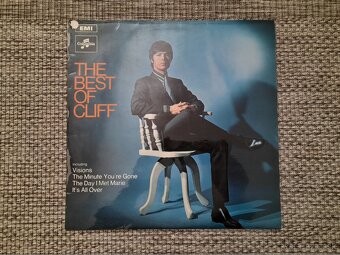 EMI
Columbia
THE
BEST
OF
CLIFF
including
Visions
The Minute You're Gone
The Day I Met Marie
It's All Over